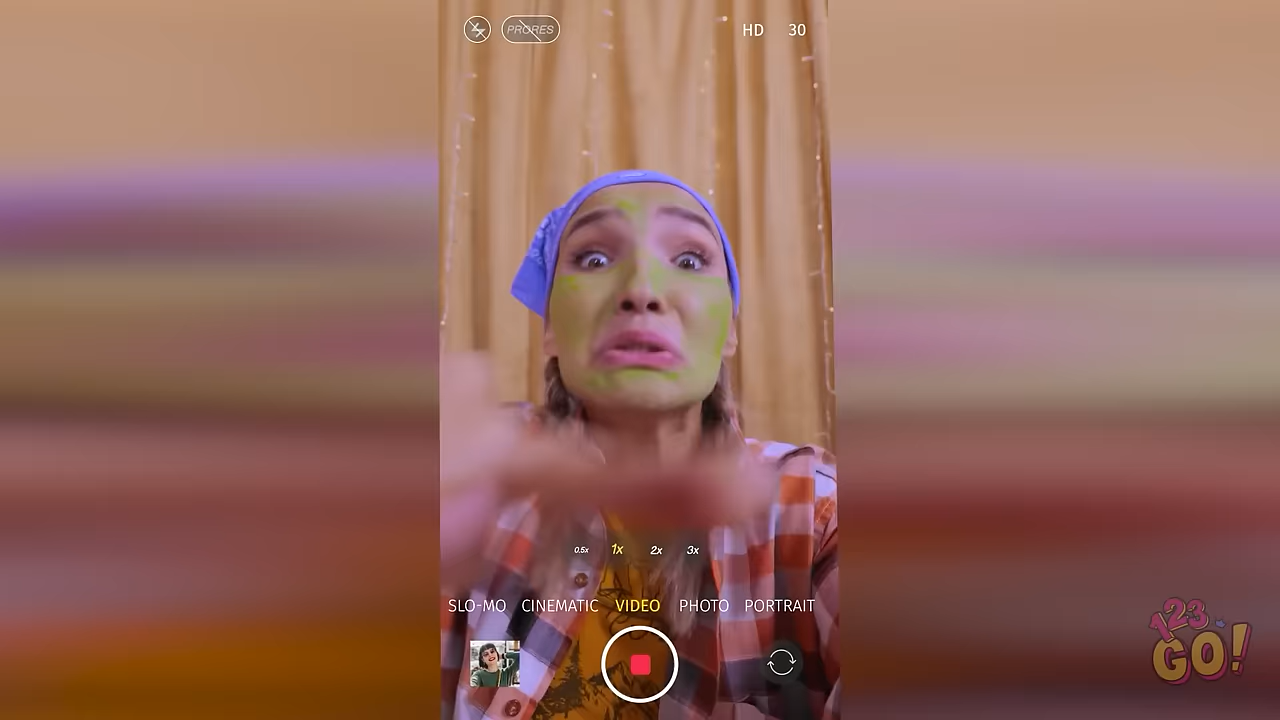 PRORES
HD 30
0.5x 1x 2x 3x
SLO-MO CINEMATIC VIDEO PHOTO PORTRAIT
123
GO!